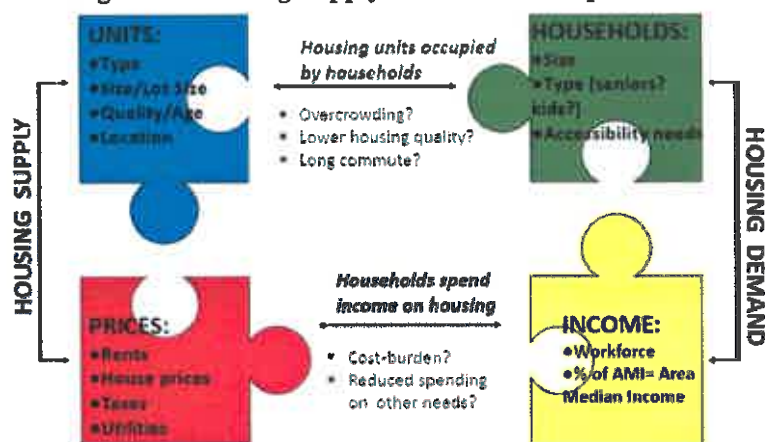 UNITS:
•Type
•Size/Lot Size
•Quality/Age
•Location
Housing units occupied
by households
• Overcrowding?
• Lower housing quality?
• Long commute?
HOUSEHOLDS:
•Size
•Type (seniors?
kids?)
•Accessibility needs
HOUSING SUPPLY
HOUSING DEMAND
PRICES:
•Rents
•House prices
•Taxes
•Utilities
Households spend
income on housing
• Cost-burden?
• Reduced spending
on other needs?
INCOME:
•Workforce
•% of AMI= Area
Median Income